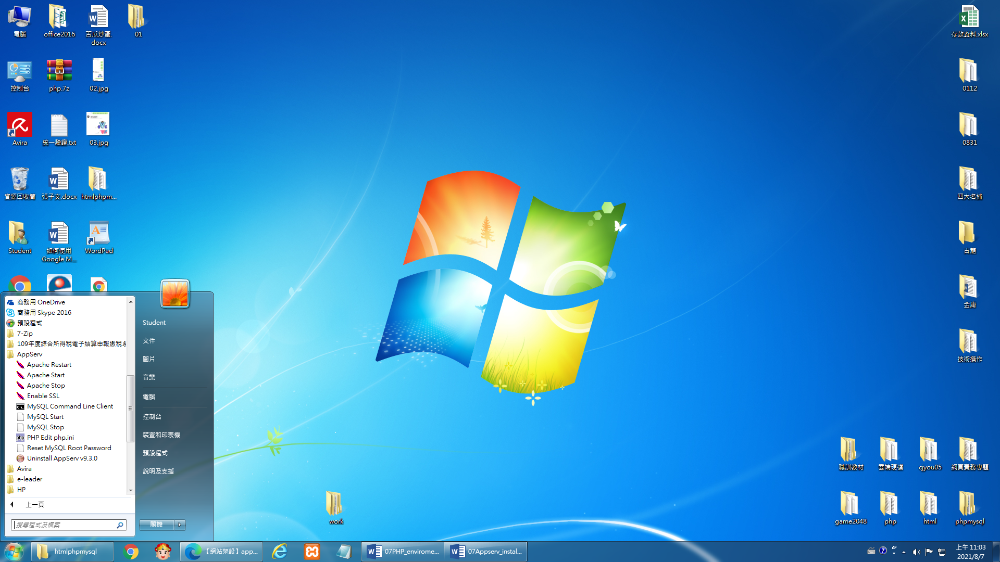 電腦
office2016
苦瓜炒蛋.
docx
01
存款資料.xlsx
控制台
php.7z
02.jpg
0112
Avira
統一驗證.txt
03.jpg
0831
資源回收筒
張子文.docx
htmlphpm...
四大名捕
Student
如何使用
Google M...
WordPad
古龍
金庸
技術操作
商務用 OneDrive
商務用 Skype 2016
預設程式
7-Zip
109年度綜合所得稅電子結算申報繳稅系
AppServ
Apache Restart
Apache Start
Apache Stop
Enable SSL
MySQL Command Line Client
MySQL Start
MySQL Stop
PHP Edit php.ini
Reset MySQL Root Password
Uninstall AppServ v9.3.0
Avira
e-leader
HP
上一頁
搜尋程式及檔案
Student
文件
圖片
音樂
電腦
控制台
裝置和印表機
預設程式
說明及支援
關機
work
職訓教材
雲端硬碟
cjyou05
網頁實務專題
game2048
php
html
phpmysql
htmlphpmysql
【網站架設】app...
07PHP_envirome...
07Appserv_instal...
上午 11:03
2021/8/7